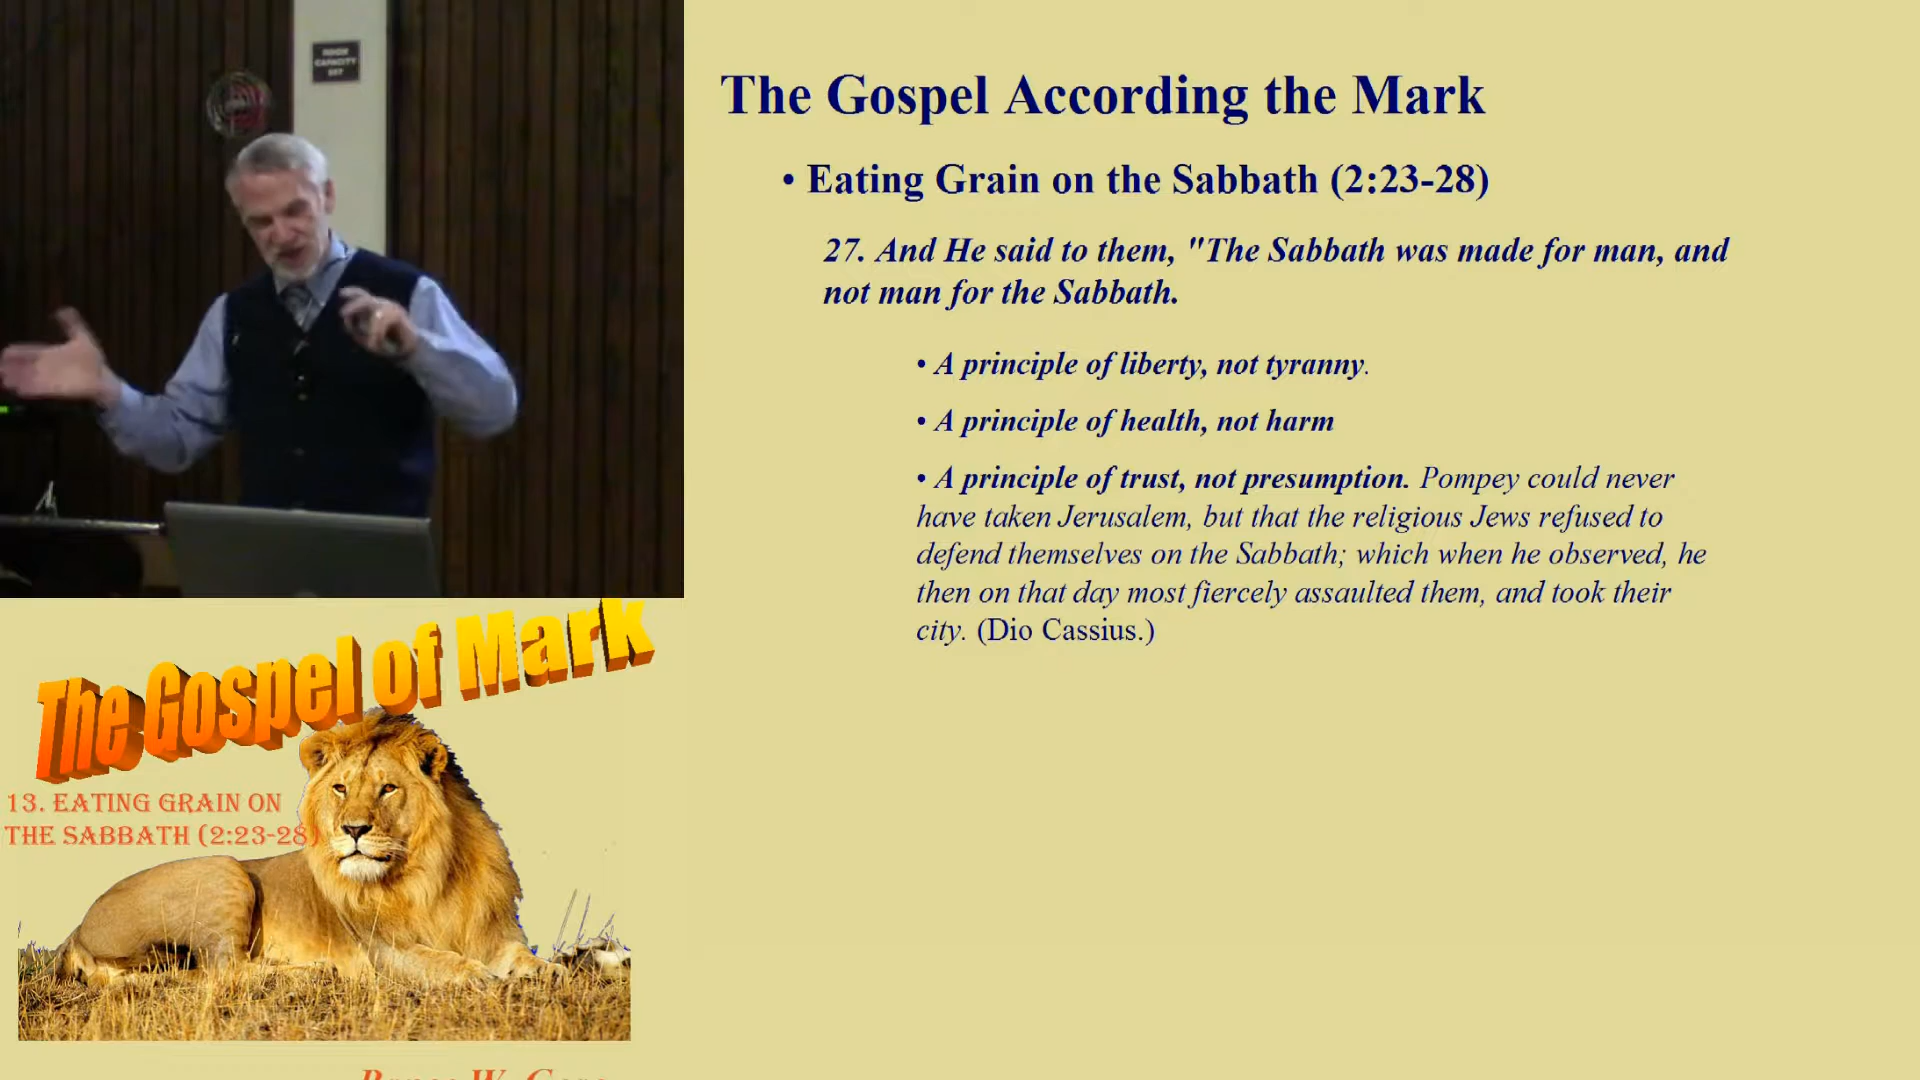 ROOM
CAPACITY
The Gospel According the Mark
• Eating Grain on the Sabbath (2:23-28)
27. And He said to them, "The Sabbath was made for man, and
not man for the Sabbath.
• A principle of liberty, not tyranny.
• A principle of health, not harm
• A principle of trust, not presumption. Pompey could never
have taken Jerusalem, but that the religious Jews refused to
defend themselves on the Sabbath; which when he observed, he
then on that day most fiercely assaulted them, and took their
city. (Dio Cassius.)
The Gospel of Mark
13. EATING GRAIN ON
THE SABBATH (2:23-28)